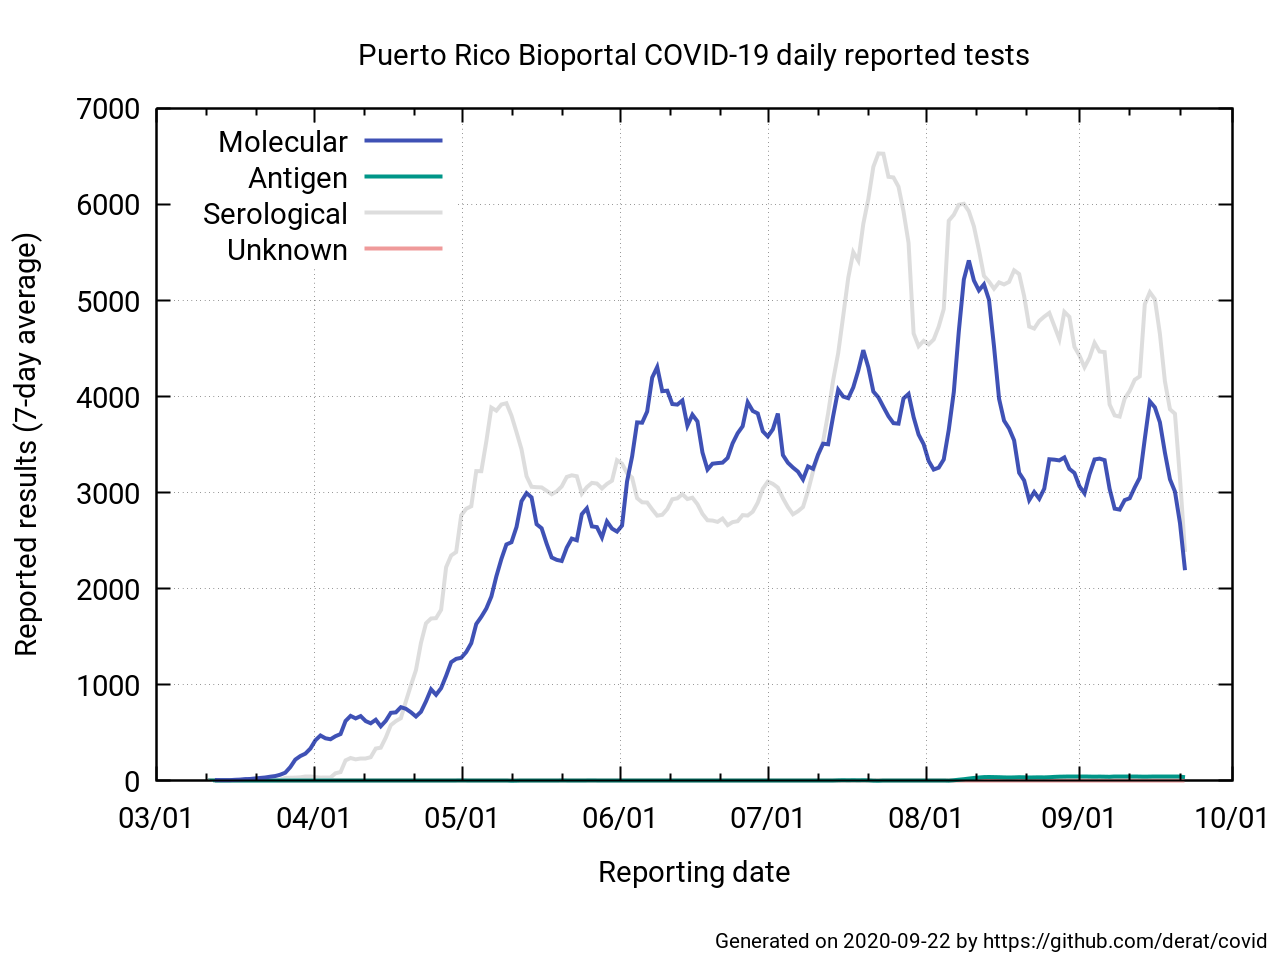 Puerto Rico Bioportal COVID-19 daily reported tests
7000
6000
5000
4000
3000
2000
1000
0
Molecular
Antigen
Serological
Unknown
Reported results (7-day average)
03/01 04/01 05/01 06/01 07/01 08/01 09/01 10/01
Reporting date
Generated on 2020-09-22 by https://github.com/derat/covid